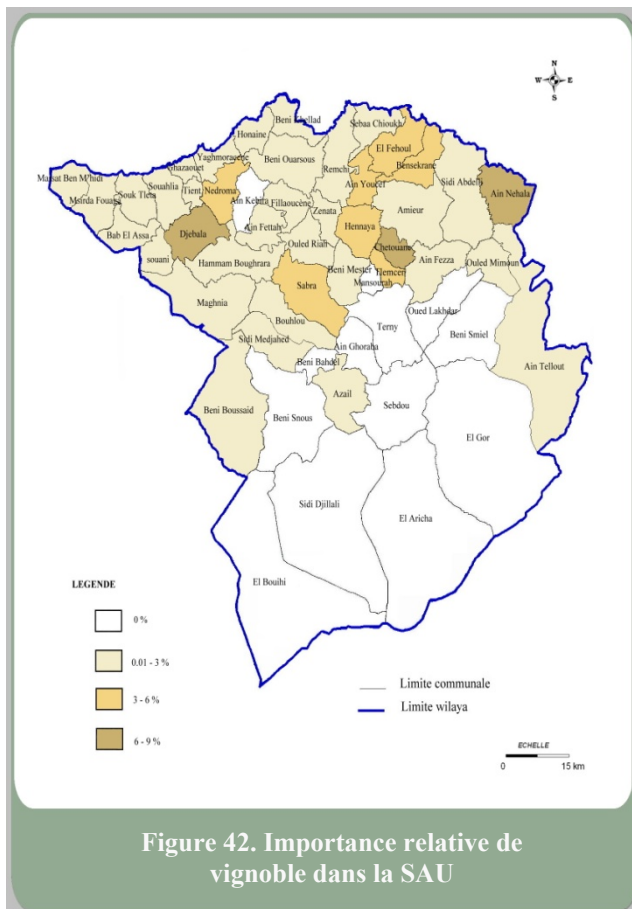 N
W E
S
Beni Khellad
Sebaa Chioukh
Honaine
El Fehoul
Beni Ouarsous
Bensekrane
Yaghmoracene
Remchi
Ghazaouet
Marsat Ben M'hidi
Souahlia
Tient
Nedroma
Ain Kebira
Fillaoucène
Ain Youcef
Sidi Abdelli
Ain Nehala
Msirda Fouaga
Souk Tleta
Zenata
Amieur
Bab El Assa
Djebala
Ain Fettah
Hennaya
Ouled Riah
Chetouane
souani
Hammam Boughrara
Beni Mester
Ain Fezza
Ouled Mimoun
Mansourah
Tlemcen
Sabra
Maghnia
Oued Lakhdar
Bouhlou
Terny
Beni Smiel
Sidi Medjahed
Ain Ghoraba
Beni Bahdel
Ain Tellout
Beni Boussaid
Azail
Beni Snous
Sebdou
El Gor
Sidi Djillali
El Aricha
El Bouihi
LEGENDE
0 %
0.01 - 3 %
3 - 6 %
6 - 9 %
Limite communale
Limite wilaya
ECHELLE
0 15 km
Figure 42. Importance relative de
vignoble dans la SAU